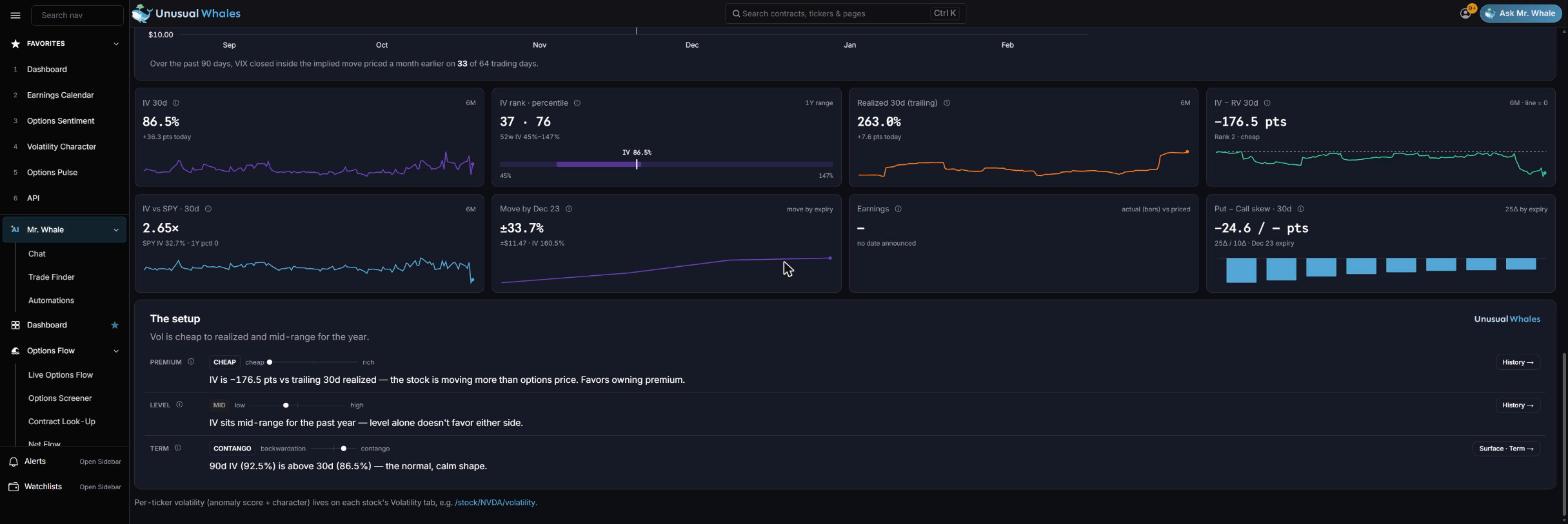 Search nav
Unusual Whales
Search contracts, tickers & pages
Ctrl K
9+
Ask Mr. Whale
FAVORITES
1 Dashboard
2 Earnings Calendar
3 Options Sentiment
4 Volatility Character
5 Options Pulse
6 API
AI Mr. Whale
Chat
Trade Finder
Automations
Dashboard
Options Flow
Live Options Flow
Options Screener
Contract Look-Up
Net Flow
Alerts Open Sidebar
Watchlists Open Sidebar
$10.00
Sep Oct Nov Dec Jan Feb
Over the past 90 days, VIX closed inside the implied move priced a month earlier on 33 of 64 trading days.
IV 30d 6M
86.5%
+36.3 pts today
IV rank · percentile 1Y range
37 · 76
52w IV 45%–147%
IV 86.5%
45% 147%
Realized 30d (trailing) 6M
263.0%
+7.6 pts today
IV − RV 30d 6M · line = 0
−176.5 pts
Rank 2 · cheap
IV vs SPY · 30d 6M
2.65×
SPY IV 32.7% · 1Y pctl 0
Move by Dec 23 move by expiry
±33.7%
±$11.47 · IV 160.5%
Earnings actual (bars) vs priced
—
no date announced
Put − Call skew · 30d 25Δ by expiry
−24.6 / — pts
25Δ / 10Δ · Dec 23 expiry
The setup
Unusual Whales
Vol is cheap to realized and mid-range for the year.
PREMIUM CHEAP cheap rich
History →
IV is −176.5 pts vs trailing 30d realized — the stock is moving more than options price. Favors owning premium.
LEVEL MID low high
History →
IV sits mid-range for the past year — level alone doesn't favor either side.
TERM CONTANGO backwardation contango
Surface · Term →
90d IV (92.5%) is above 30d (86.5%) — the normal, calm shape.
Per-ticker volatility (anomaly score + character) lives on each stock's Volatility tab, e.g. /stock/NVDA/volatility.